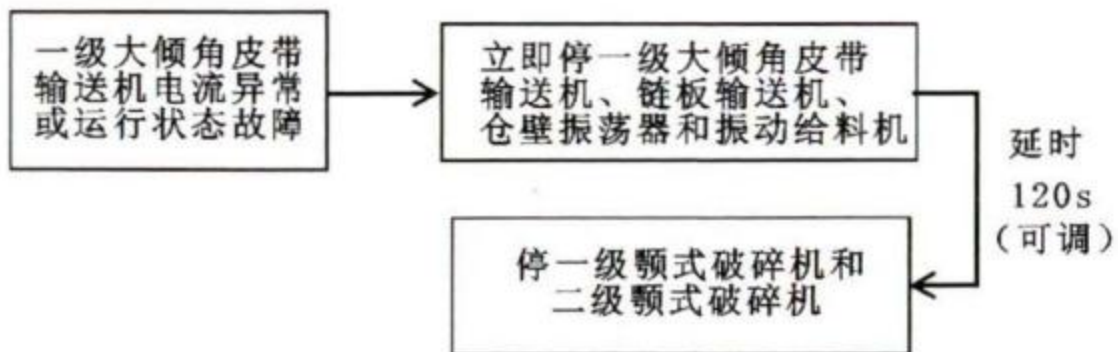 一级大倾角皮带
输送机电流异常
或运行状态故障
立即停一级大倾角皮带
输送机、链板输送机、
仓壁振荡器和振动给料机
延时
120s
（可调）
停一级颚式破碎机和
二级颚式破碎机